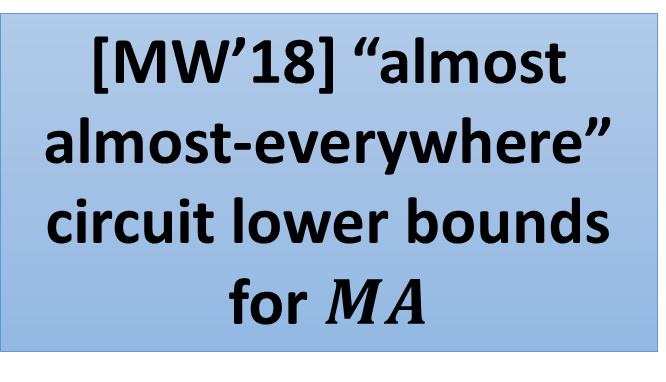 [MW’18] “almost
almost-everywhere”
circuit lower bounds
for MA